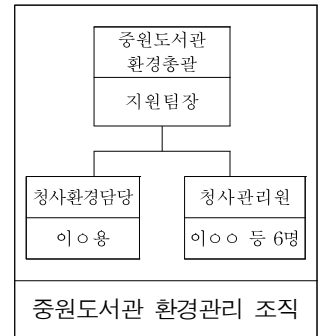 중원도서관
환경총괄
지원팀장
청사환경담당
이○용
청사관리원
이○○ 등 6명
중원도서관 환경관리 조직